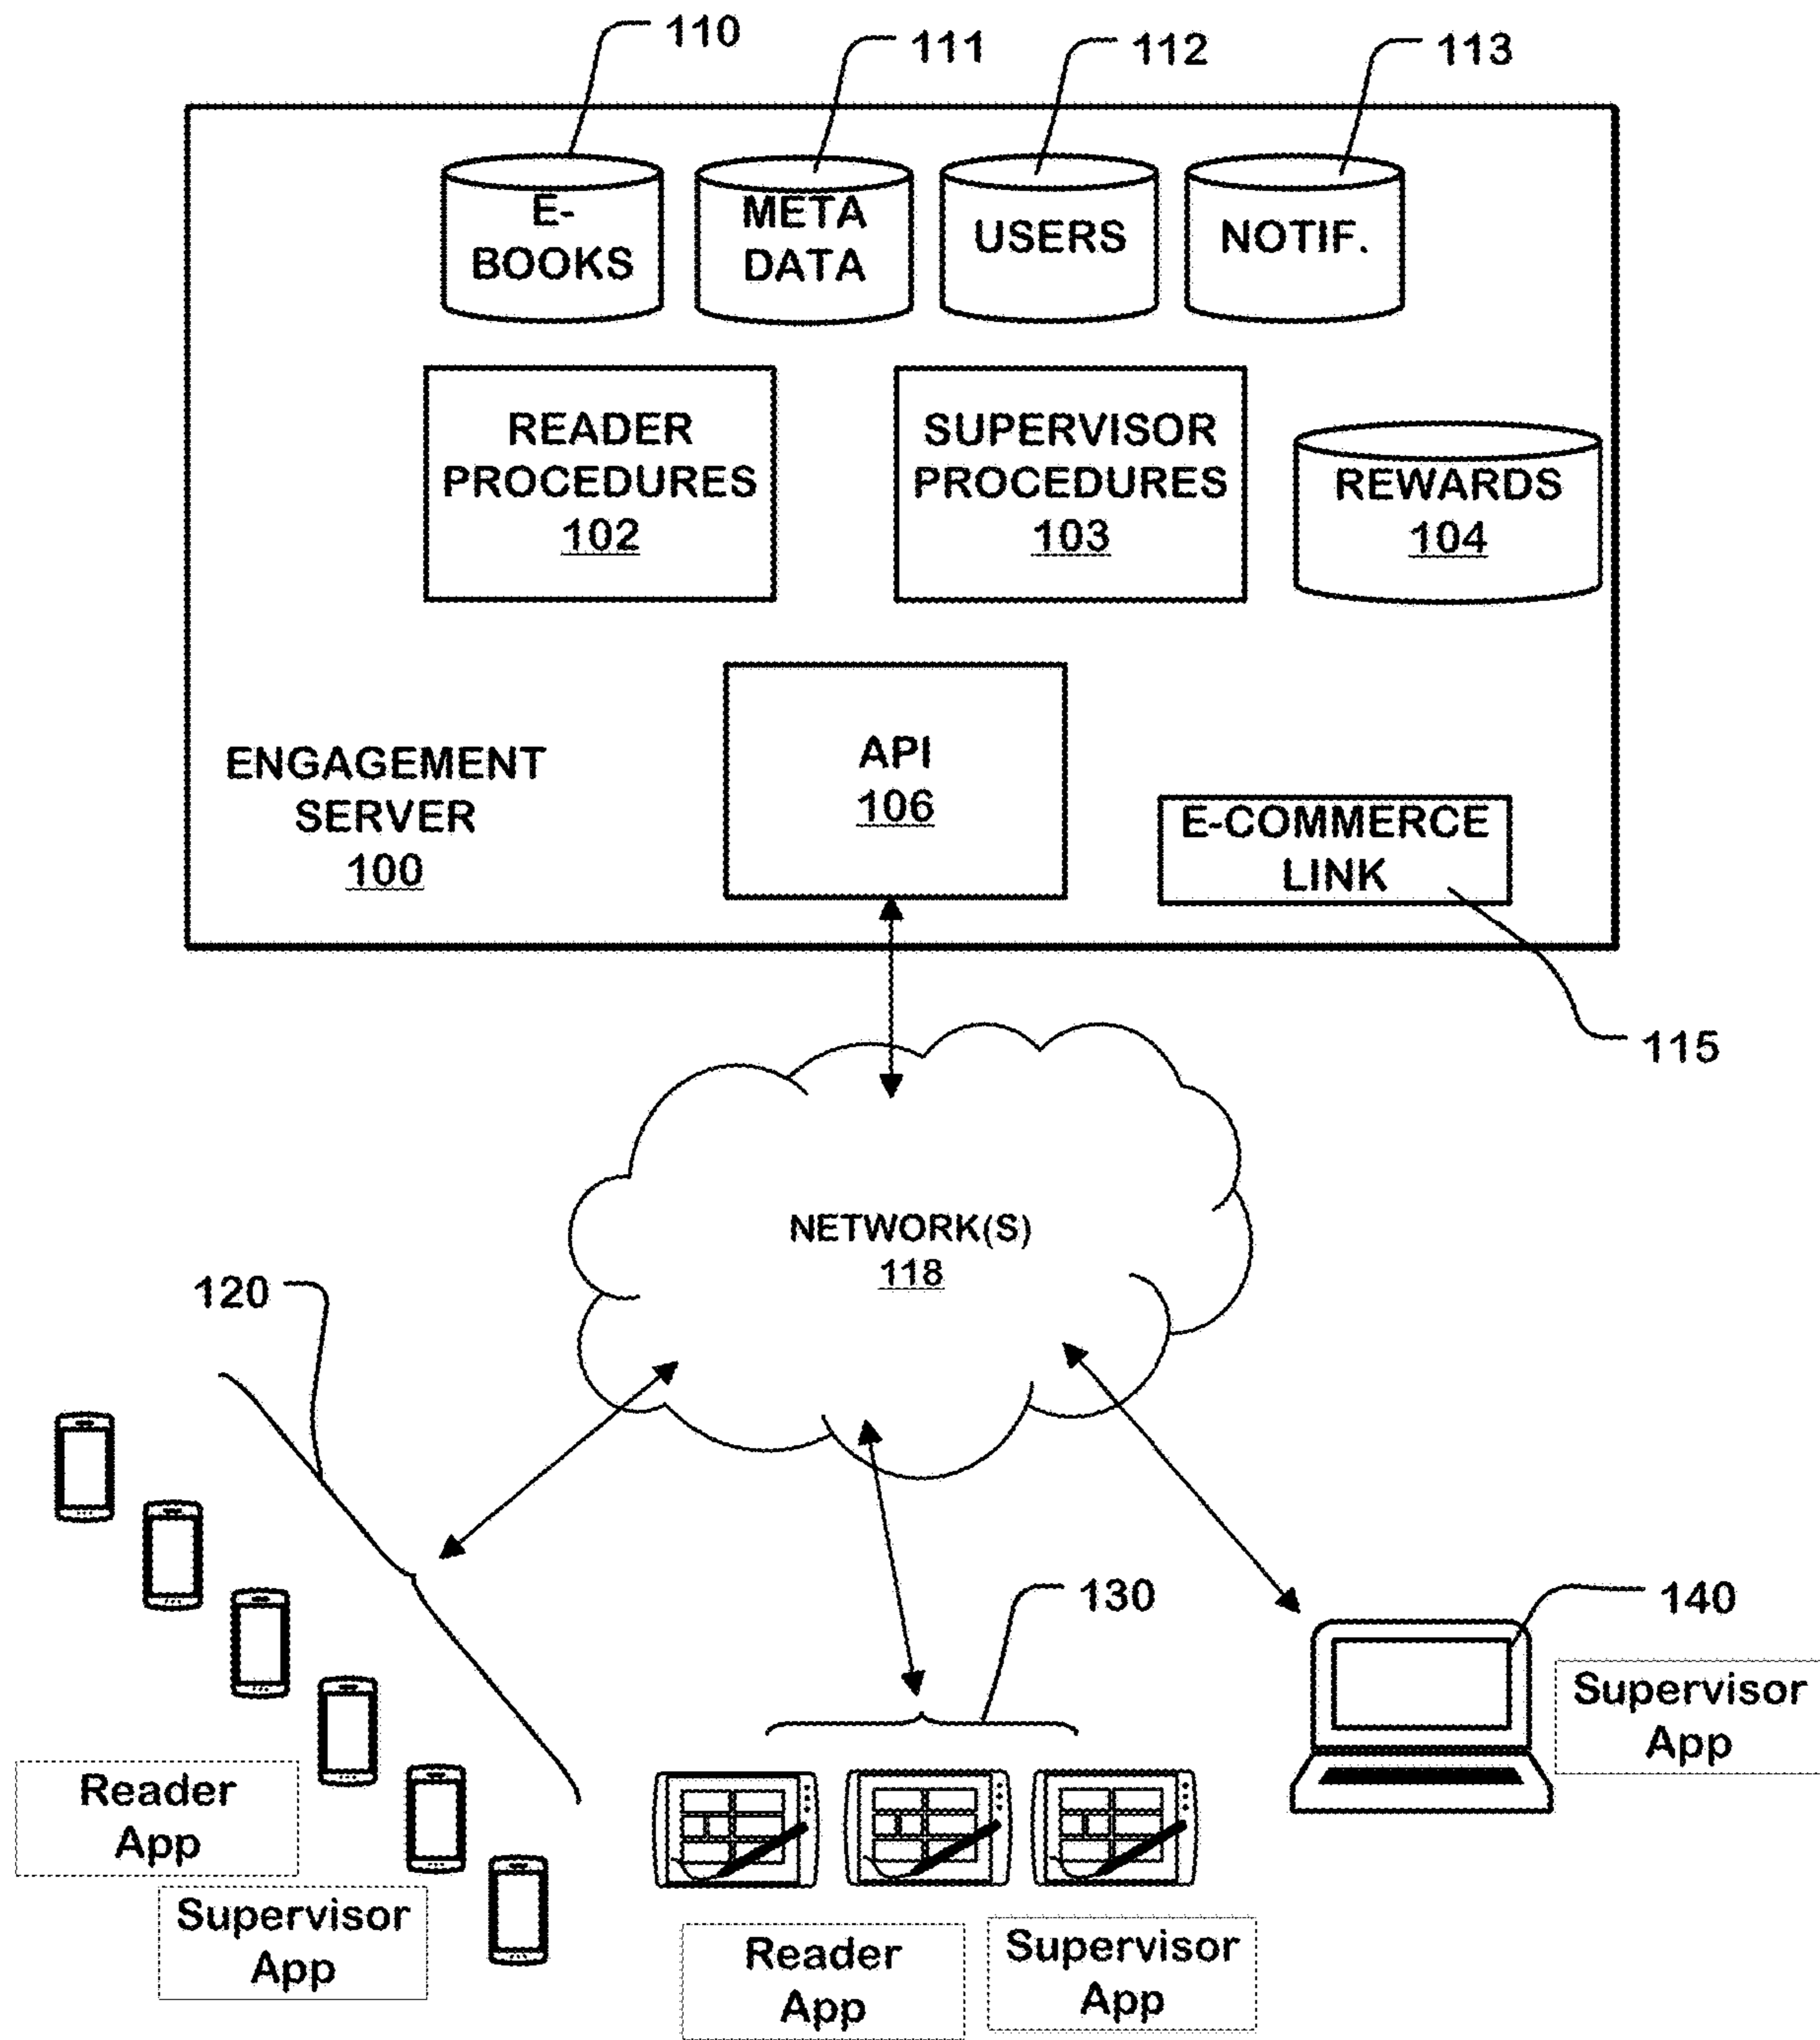 110
111
112
113
E-
BOOKS
META
DATA
USERS
NOTIF.
READER
PROCEDURES
102
SUPERVISOR
PROCEDURES
103
REWARDS
104
ENGAGEMENT
SERVER
100
API
106
E-COMMERCE
LINK
115
NETWORK(S)
118
120
130
140
Reader
App
Supervisor
App
Reader
App
Supervisor
App
Supervisor
App